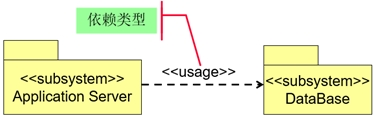 依赖类型
<<usage>>
<<subsystem>>
Application Server
<<subsystem>>
DataBase